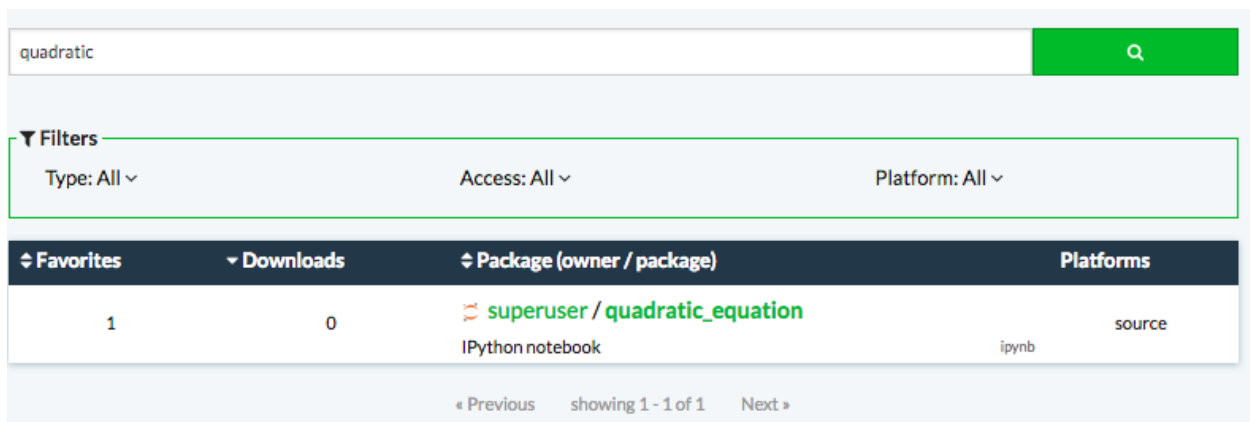 quadratic
Filters
Type: All Access: All Platform: All
Favorites Downloads Package (owner / package) Platforms
1 0 superuser / quadratic_equation source
IPython notebook ipynb
« Previous showing 1 - 1 of 1 Next »